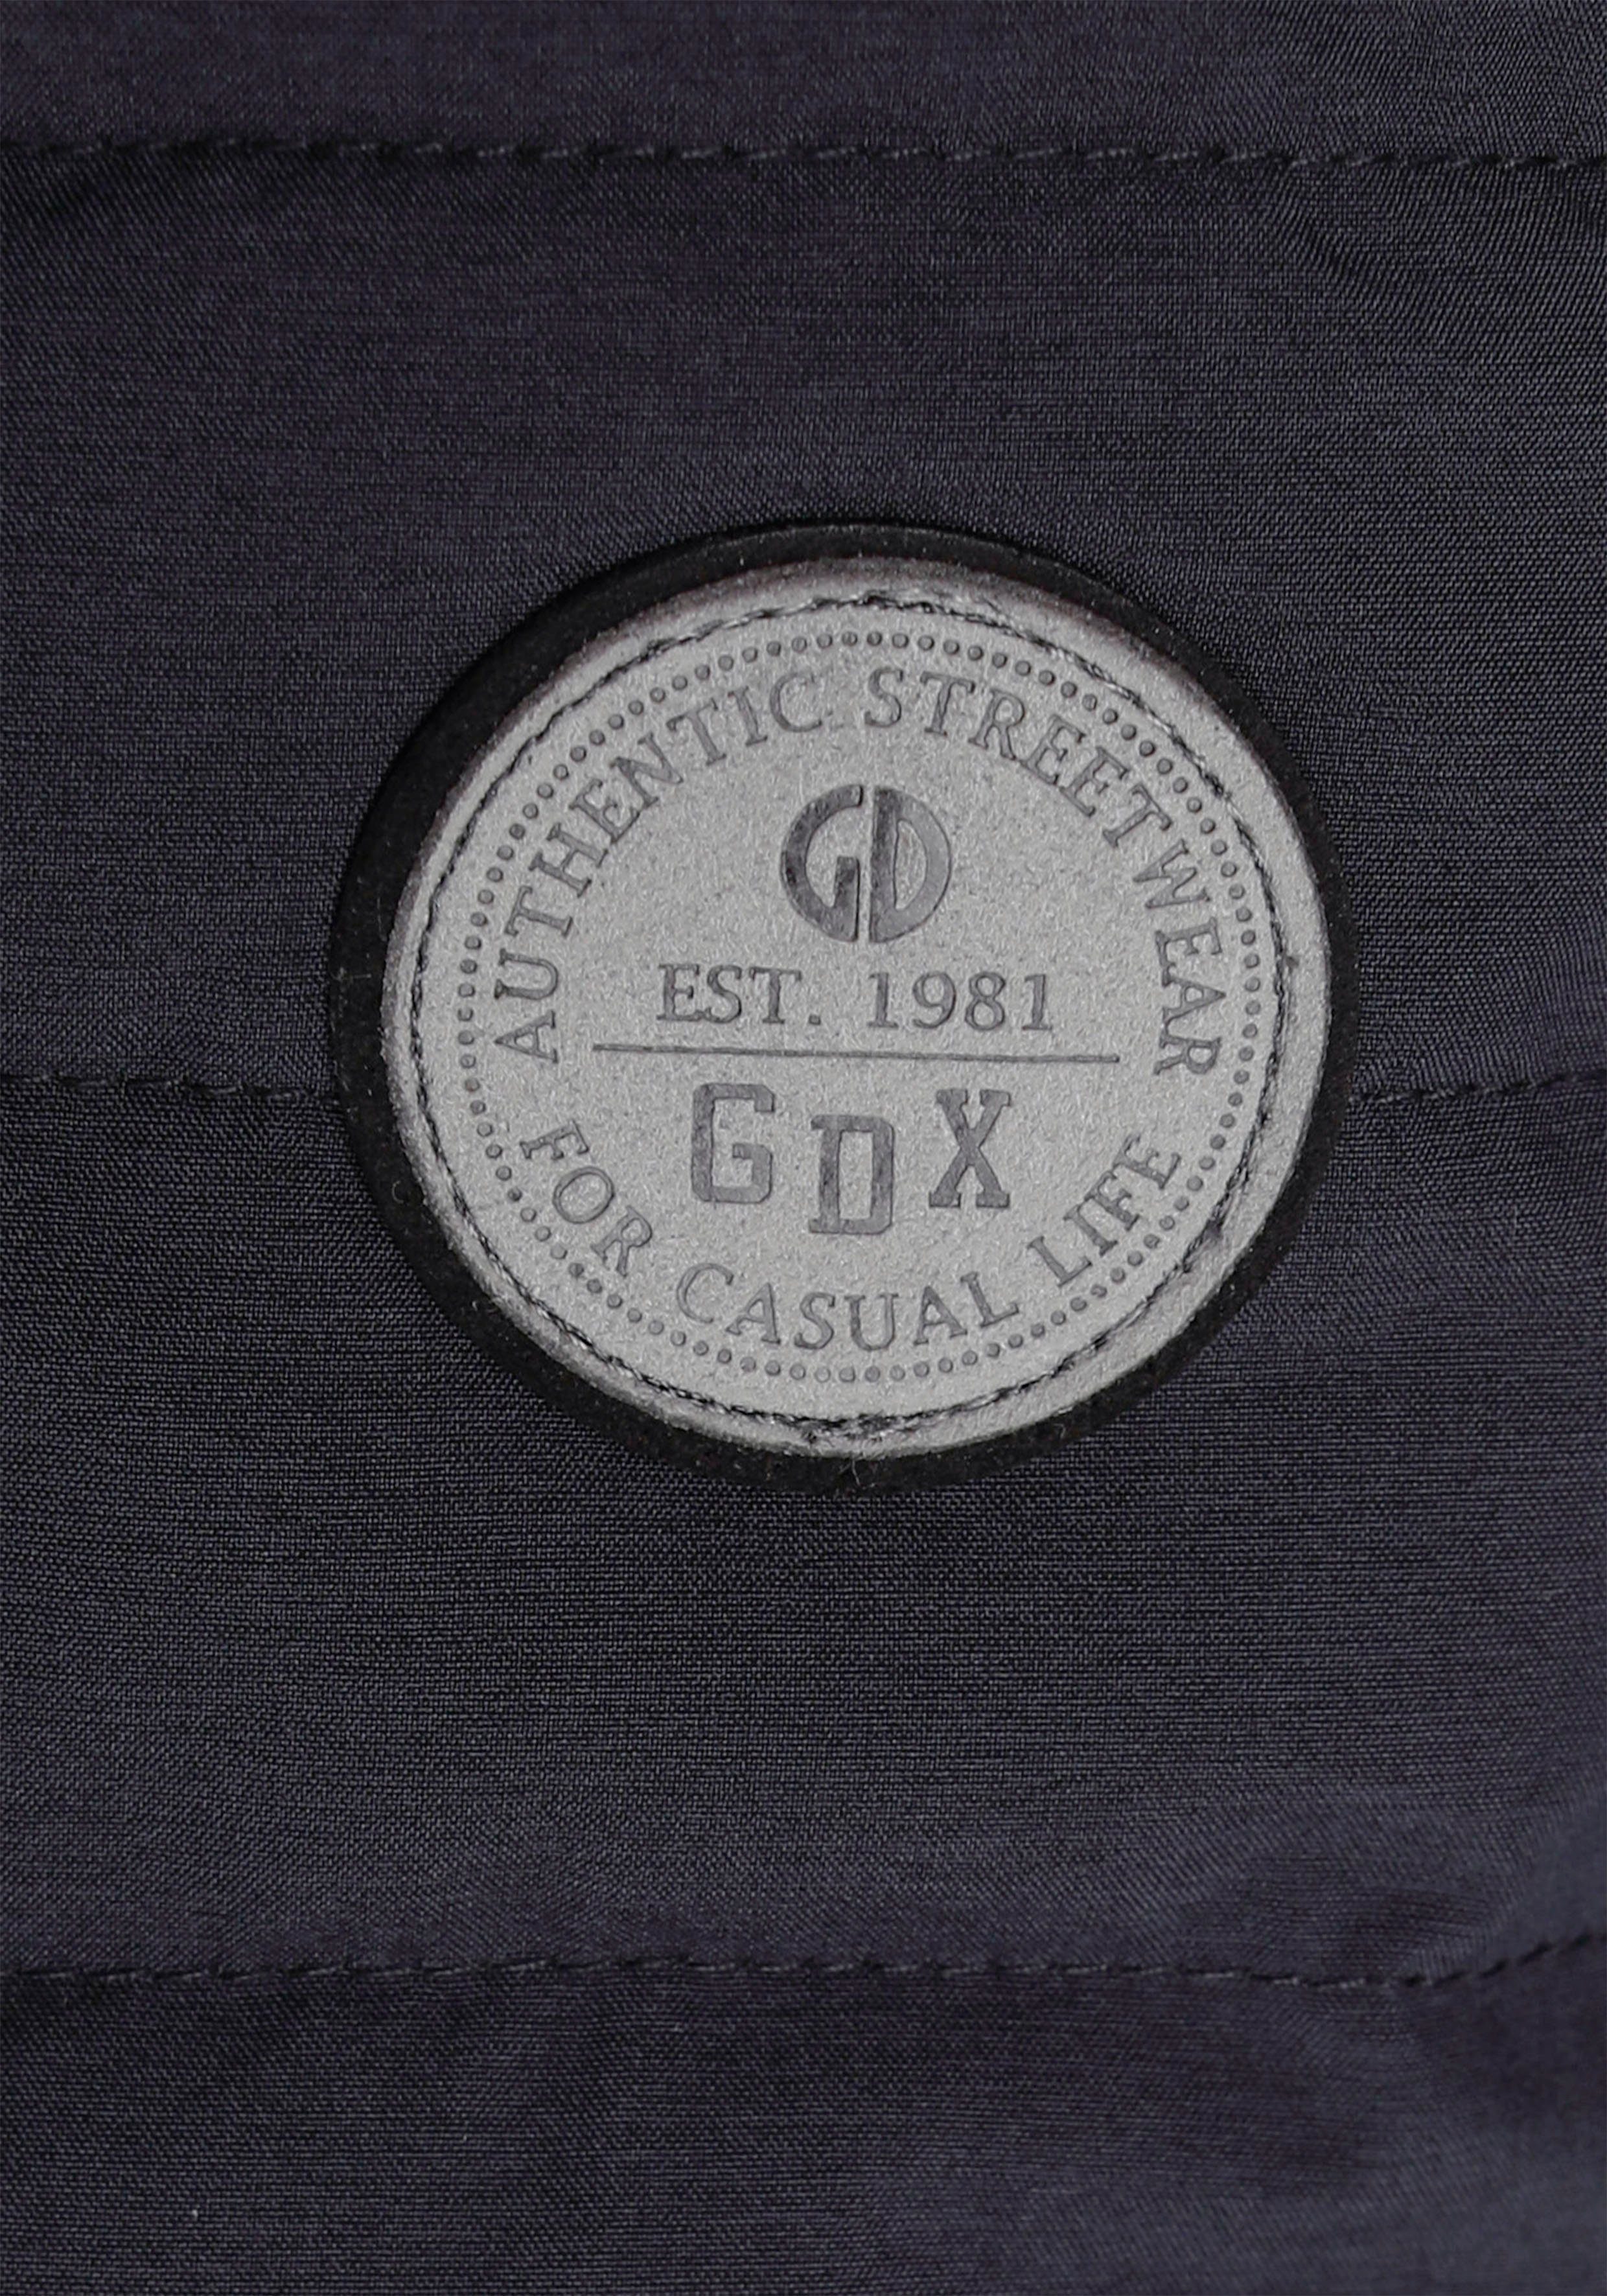 AUTHENTIC STREETWEAR
GD
EST. 1981
GDX
FOR CASUAL LIFE